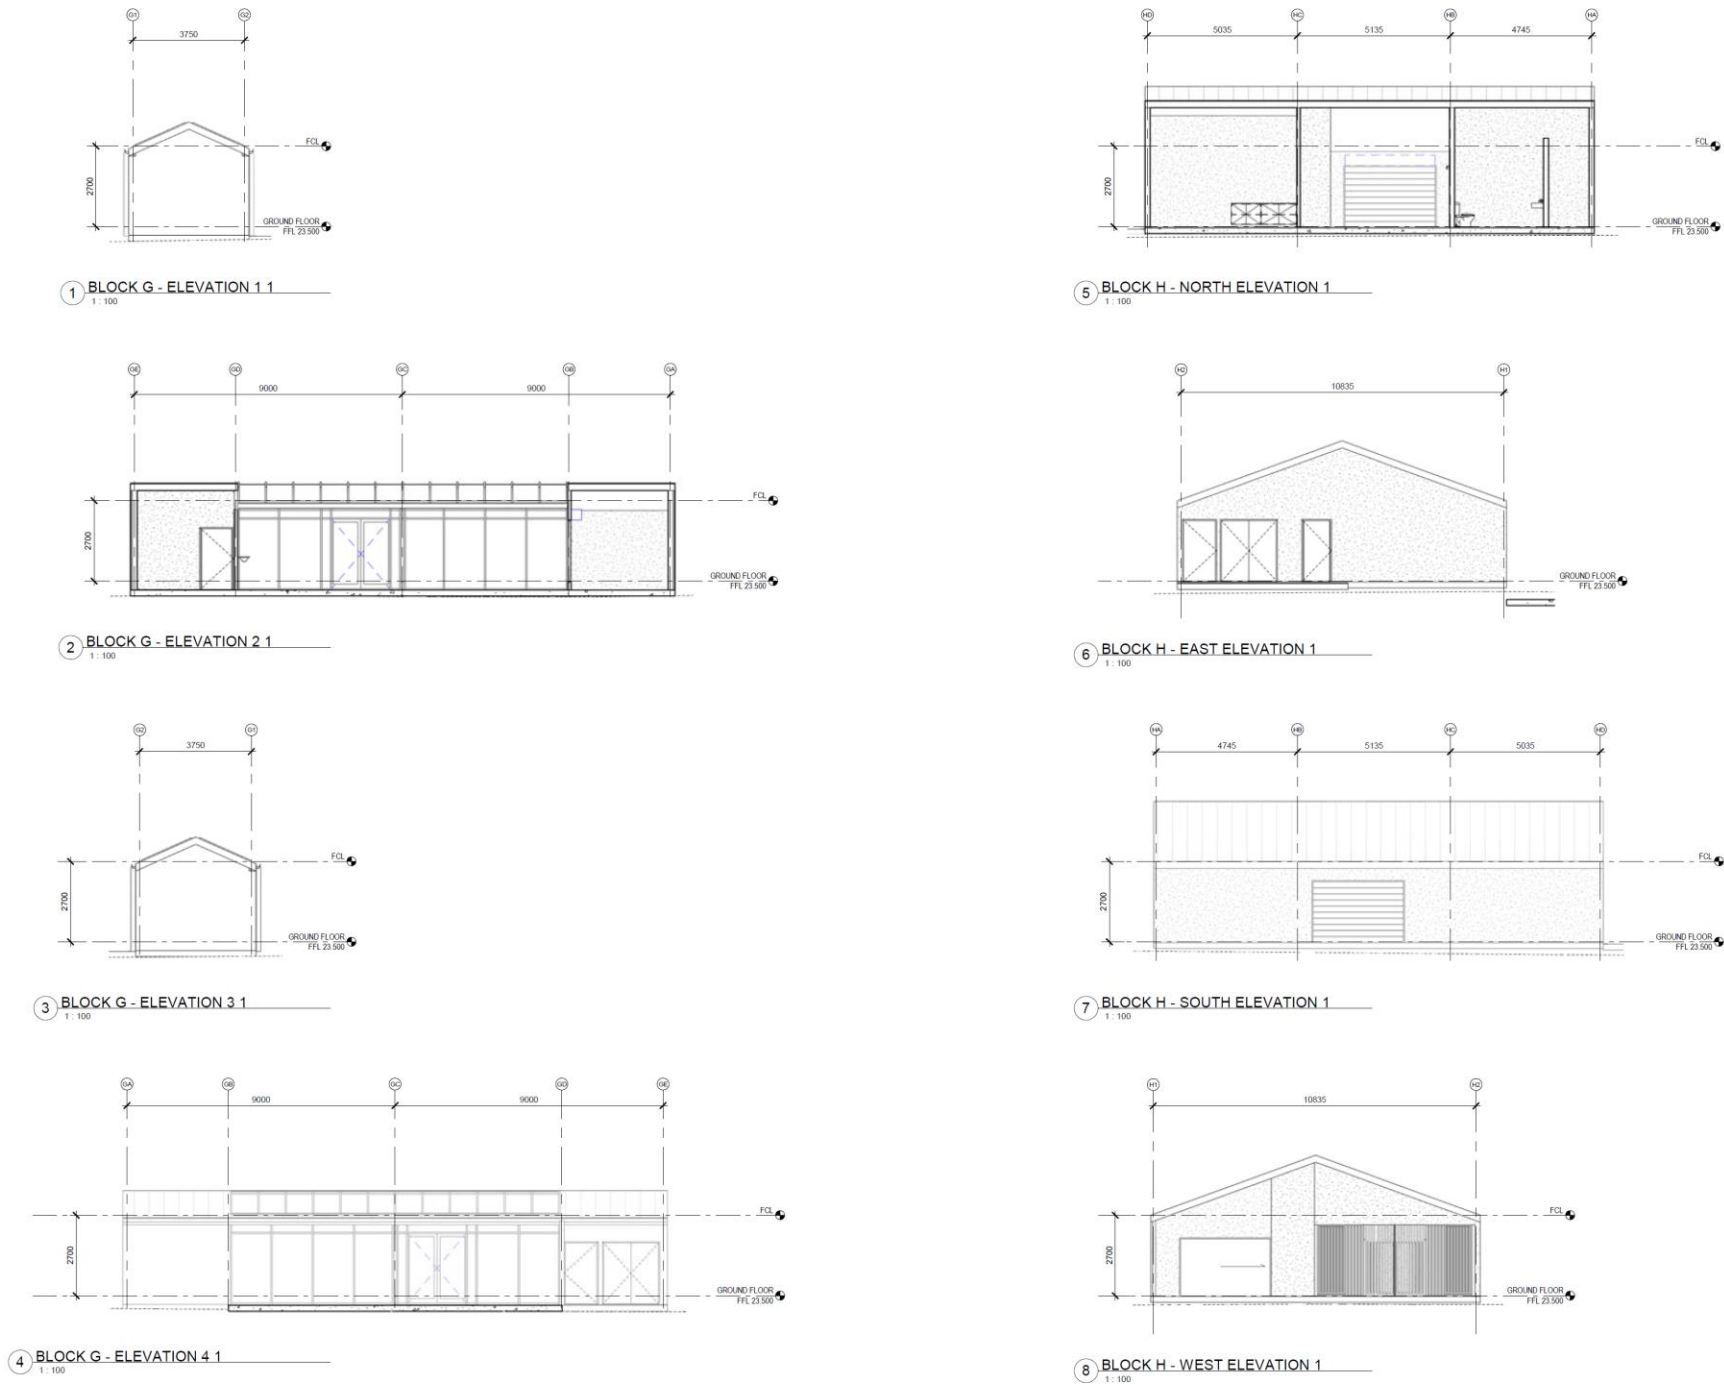 G1 G2
3750
FCL
2700
GROUND FLOOR
FFL 23.500
1 BLOCK G - ELEVATION 1 1
1 : 100
GE GD GC GB GA
9000 9000
FCL
2700
GROUND FLOOR
FFL 23.500
2 BLOCK G - ELEVATION 2 1
1 : 100
G2 G1
3750
FCL
2700
GROUND FLOOR
FFL 23.500
3 BLOCK G - ELEVATION 3 1
1 : 100
GA GB GC GD GE
9000 9000
FCL
2700
GROUND FLOOR
FFL 23.500
4 BLOCK G - ELEVATION 4 1
1 : 100
HD HC HB HA
5035 5135 4745
FCL
2700
GROUND FLOOR
FFL 23.500
5 BLOCK H - NORTH ELEVATION 1
1 : 100
H2 H1
10835
GROUND FLOOR
FFL 23.500
6 BLOCK H - EAST ELEVATION 1
1 : 100
HA HB HC HD
4745 5135 5035
FCL
2700
GROUND FLOOR
FFL 23.500
7 BLOCK H - SOUTH ELEVATION 1
1 : 100
H1 H2
10835
FCL
2700
GROUND FLOOR
FFL 23.500
8 BLOCK H - WEST ELEVATION 1
1 : 100